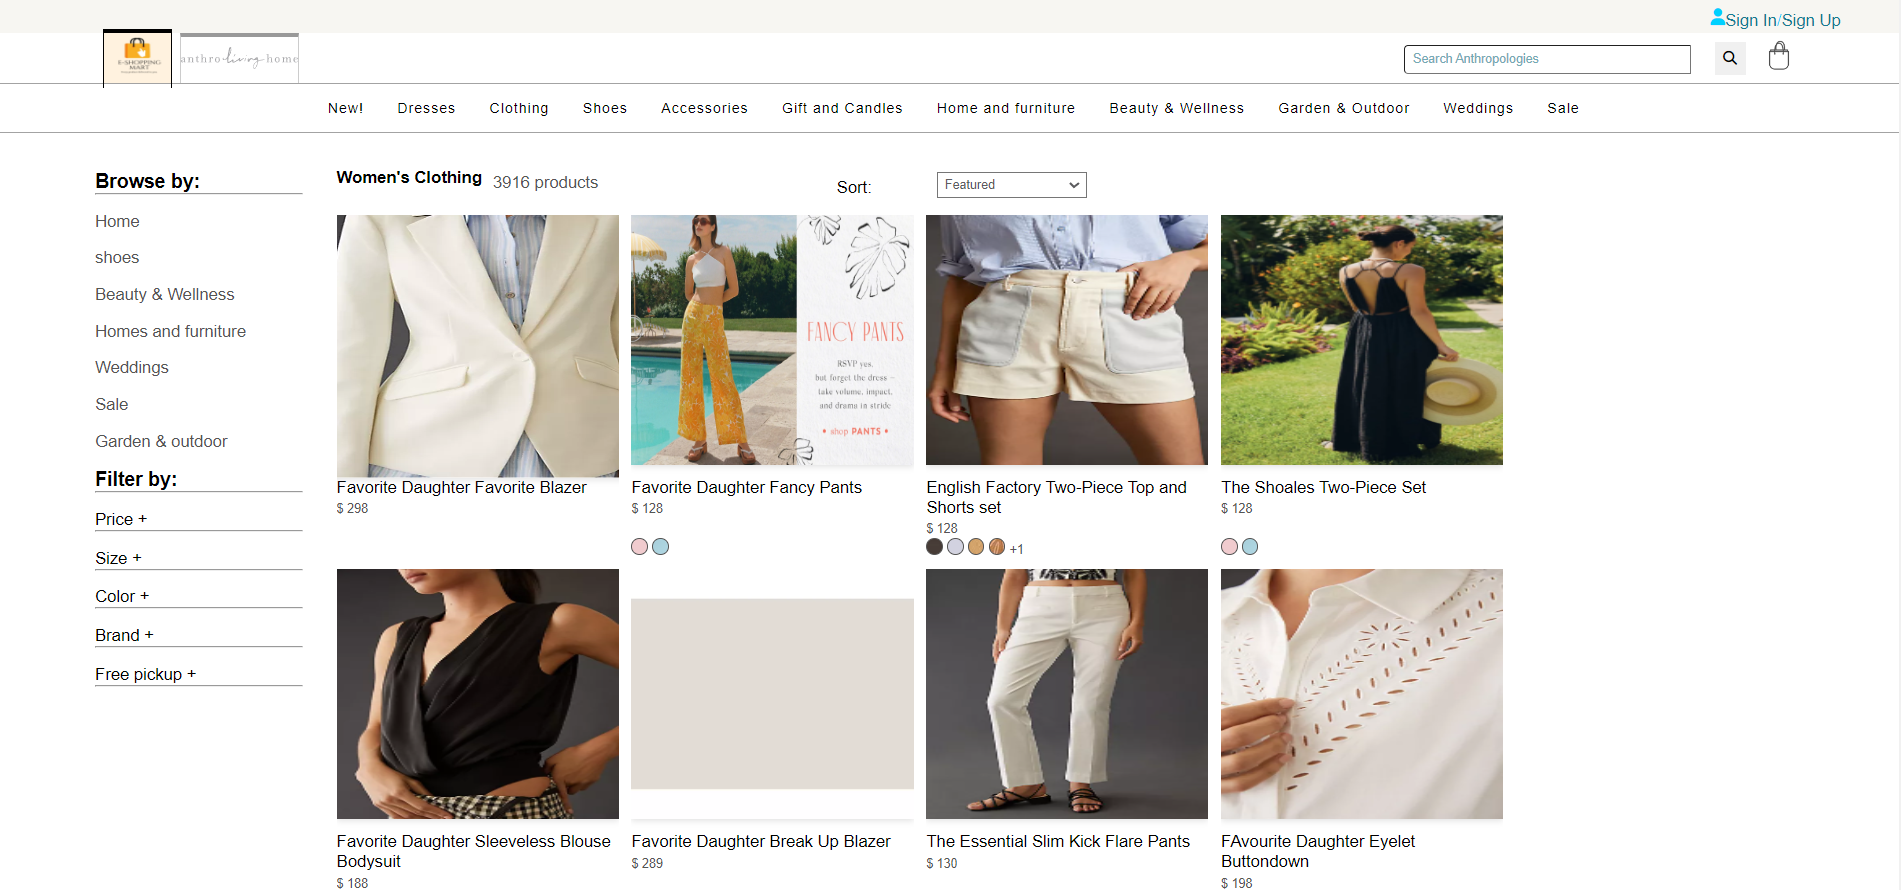 Sign In/Sign Up
E-SHOPPING
MART
anthro living home
Search Anthropologies
New! Dresses Clothing Shoes Accessories Gift and Candles Home and furniture Beauty & Wellness Garden & Outdoor Weddings Sale
Browse by:
Home
shoes
Beauty & Wellness
Homes and furniture
Weddings
Sale
Garden & outdoor
Filter by:
Price +
Size +
Color +
Brand +
Free pickup +
Women's Clothing 3916 products
Sort: Featured
FANCY PANTS
RSVP yes,
but forget the dress –
take volume, impact,
and drama in stride
• shop PANTS •
Favorite Daughter Favorite Blazer
$ 298
Favorite Daughter Fancy Pants
$ 128
English Factory Two-Piece Top and
Shorts set
$ 128
+1
The Shoales Two-Piece Set
$ 128
Favorite Daughter Sleeveless Blouse
Bodysuit
$ 188
Favorite Daughter Break Up Blazer
$ 289
The Essential Slim Kick Flare Pants
$ 130
FAvourite Daughter Eyelet
Buttondown
$ 198